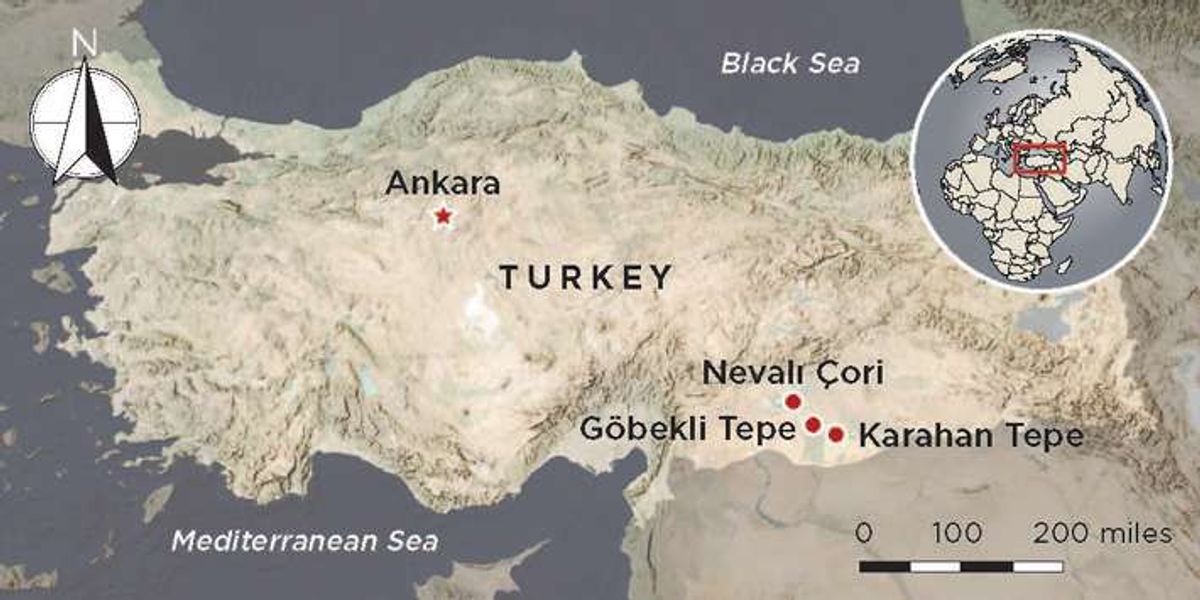 N
Black Sea
Ankara
TURKEY
Nevalı Çori
Göbekli Tepe
Karahan Tepe
Mediterranean Sea
0 100 200 miles